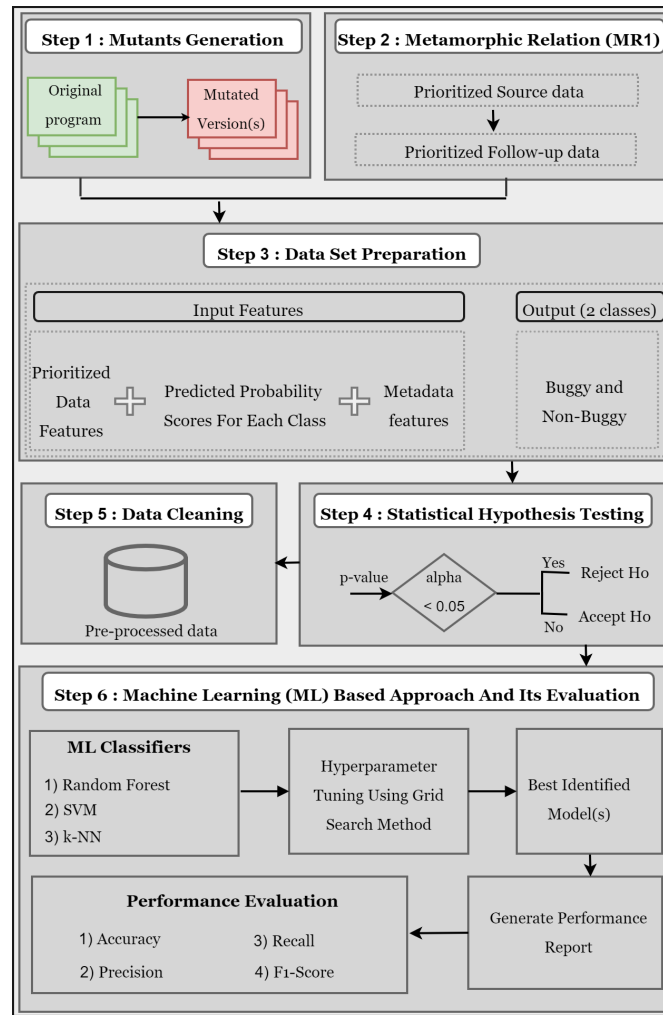 Step 1 : Mutants Generation
Original
program
Mutated
Version(s)
Step 2 : Metamorphic Relation (MR1)
Prioritized Source data
Prioritized Follow-up data
Step 3 : Data Set Preparation
Input Features
Output (2 classes)
Prioritized
Data
Features
Predicted Probability
Scores For Each Class
Metadata
features
Buggy and
Non-Buggy
Step 5 : Data Cleaning
Pre-processed data
Step 4 : Statistical Hypothesis Testing
p-value
alpha
< 0.05
Yes
Reject Ho
No
Accept Ho
Step 6 : Machine Learning (ML) Based Approach And Its Evaluation
ML Classifiers
1) Random Forest
2) SVM
3) k-NN
Hyperparameter
Tuning Using Grid
Search Method
Best Identified
Model(s)
Performance Evaluation
1) Accuracy
2) Precision
3) Recall
4) F1-Score
Generate Performance
Report